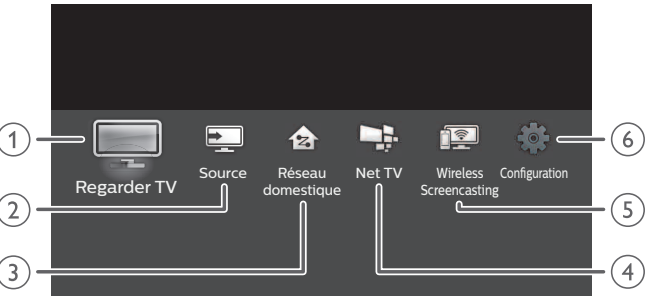 1
6
Regarder TV
Source
Réseau
domestique
Net TV
Wireless
Screencasting
Configuration
2
5
3
4